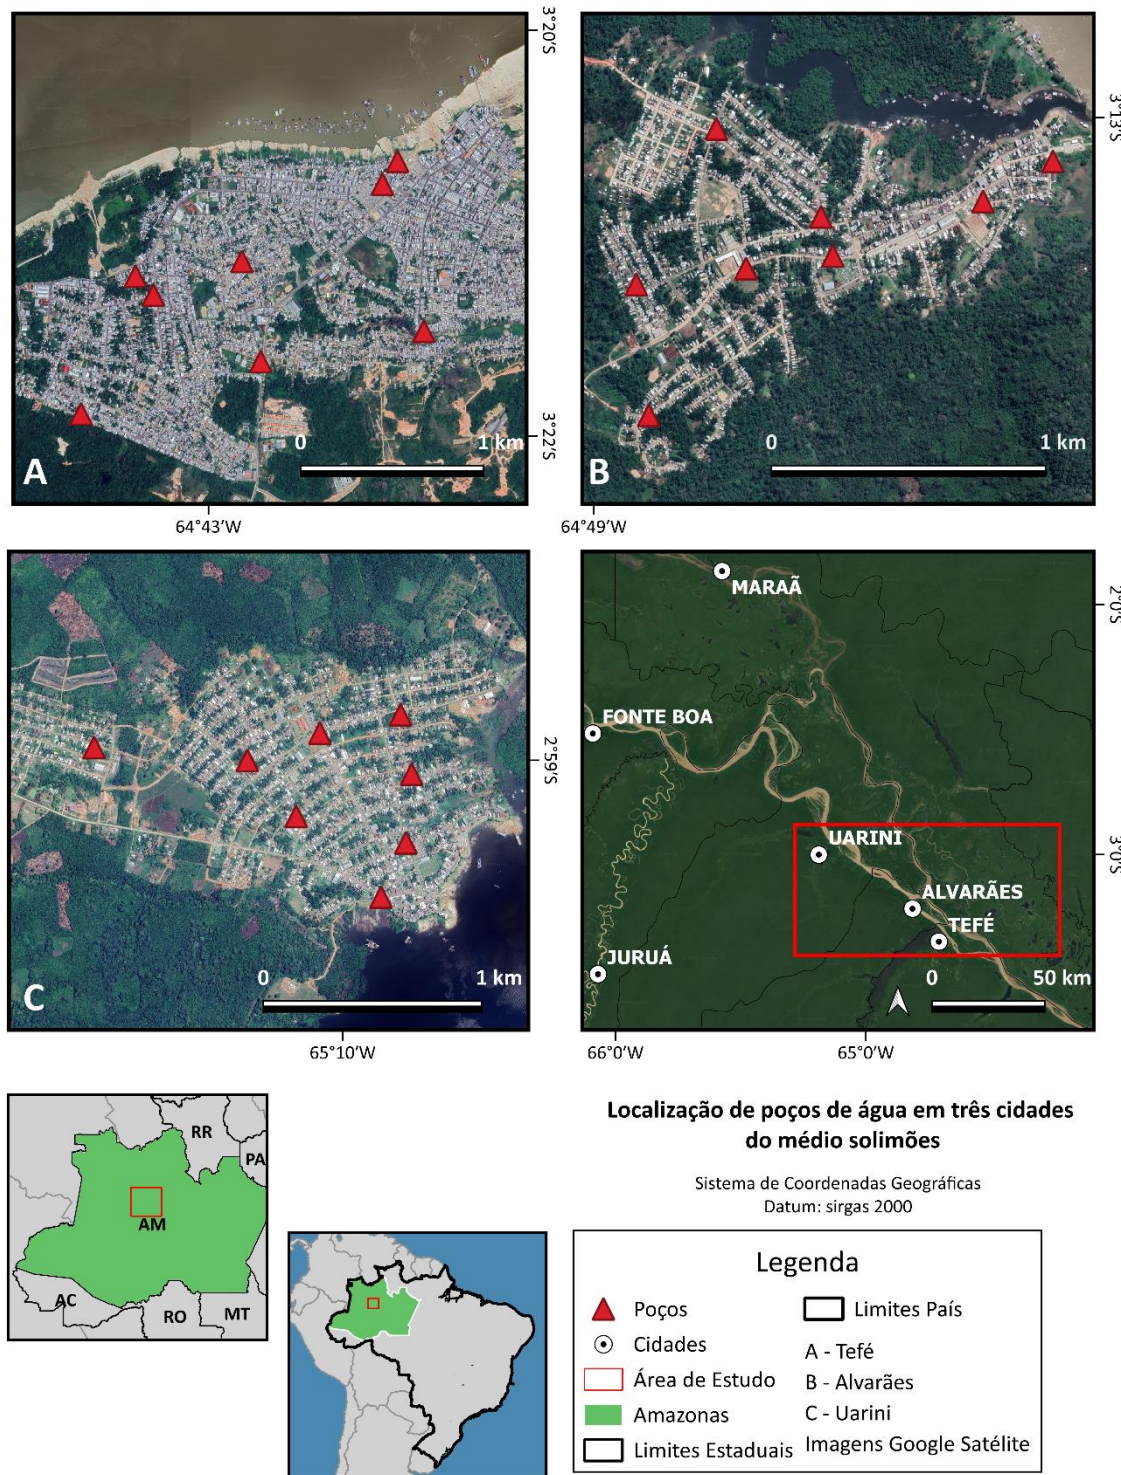 3°20'S
A
0
1 km
3°22'S
64°43'W
3°13'S
B
0
1 km
64°49'W
C
0
1 km
2°59'S
65°10'W
MARAÃ
FONTE BOA
UARINI
ALVARÃES
TEFÉ
JURUÁ
0
50 km
2°0'S
3°0'S
66°0'W
65°0'W
RR
PA
AM
AC
RO
MT
Localização de poços de água em três cidades
do médio solimões
Sistema de Coordenadas Geográficas
Datum: sirgas 2000
Legenda
Poços
Cidades
Área de Estudo
Amazonas
Limites Estaduais
Limites País
A - Tefé
B - Alvarães
C - Uarini
Imagens Google Satélite